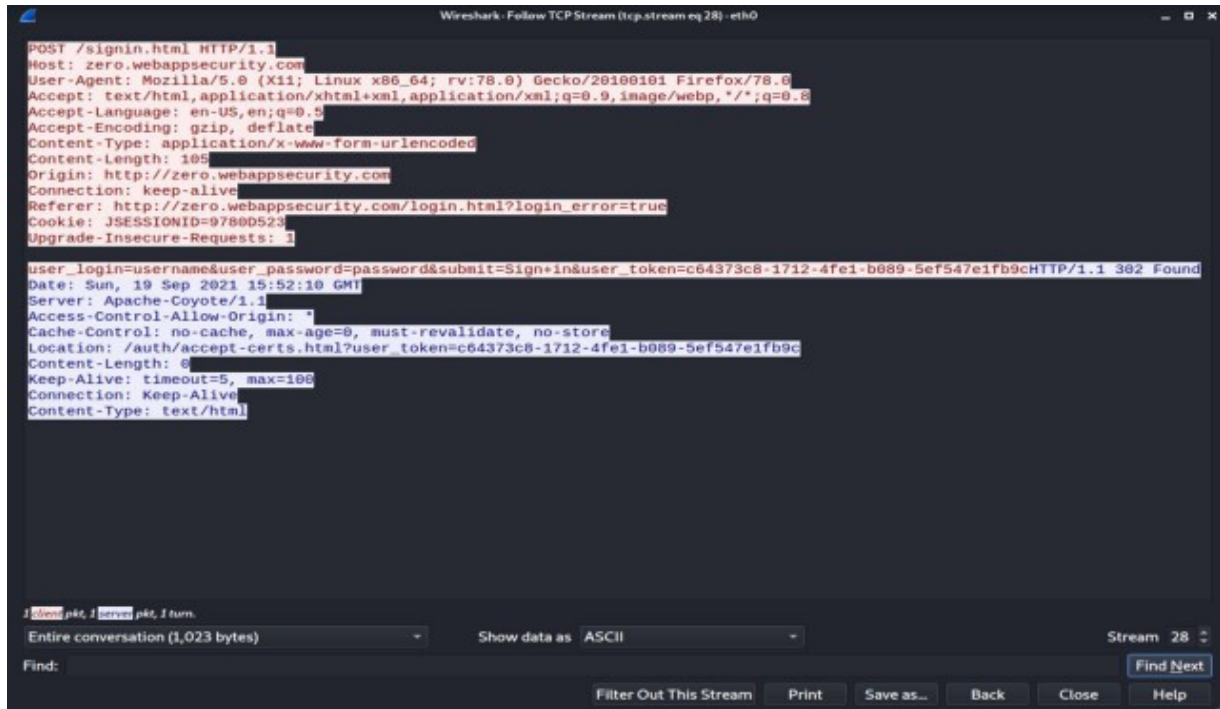 Wireshark · Follow TCP Stream (tcp.stream eq 28) · eth0
POST /signin.html HTTP/1.1
Host: zero.webappsecurity.com
User-Agent: Mozilla/5.0 (X11; Linux x86_64; rv:78.0) Gecko/20100101 Firefox/78.0
Accept: text/html,application/xhtml+xml,application/xml;q=0.9,image/webp,*/*;q=0.8
Accept-Language: en-US,en;q=0.5
Accept-Encoding: gzip, deflate
Content-Type: application/x-www-form-urlencoded
Content-Length: 105
Origin: http://zero.webappsecurity.com
Connection: keep-alive
Referer: http://zero.webappsecurity.com/login.html?login_error=true
Cookie: JSESSIONID=9780D523
Upgrade-Insecure-Requests: 1
user_login=username&user_password=password&submit=Sign+in&user_token=c64373c8-1712-4fe1-b089-5ef547e1fb9cHTTP/1.1 302 Found
Date: Sun, 19 Sep 2021 15:52:10 GMT
Server: Apache-Coyote/1.1
Access-Control-Allow-Origin: *
Cache-Control: no-cache, max-age=0, must-revalidate, no-store
Location: /auth/accept-certs.html?user_token=c64373c8-1712-4fe1-b089-5ef547e1fb9c
Content-Length: 0
Keep-Alive: timeout=5, max=100
Connection: Keep-Alive
Content-Type: text/html
1 client pkt, 1 server pkt, 1 turn.
Entire conversation (1,023 bytes) Show data as ASCII Stream 28
Find: Find Next
Filter Out This Stream Print Save as... Back Close Help